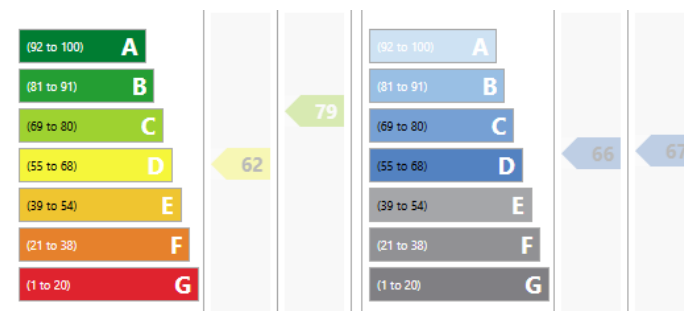 (92 to 100) A
(81 to 91) B
(69 to 80) C
(55 to 68) D
(39 to 54) E
(21 to 38) F
(1 to 20) G
62
79
(92 to 100) A
(81 to 91) B
(69 to 80) C
(55 to 68) D
(39 to 54) E
(21 to 38) F
(1 to 20) G
66
67